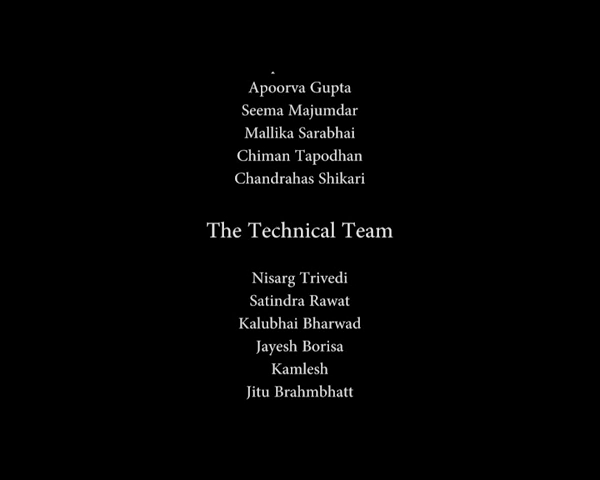 Apoorva Gupta
Seema Majumdar
Mallika Sarabhai
Chiman Tapodhan
Chandrahas Shikari
The Technical Team
Nisarg Trivedi
Satindra Rawat
Kalubhai Bharwad
Jayesh Borisa
Kamlesh
Jitu Brahmbhatt